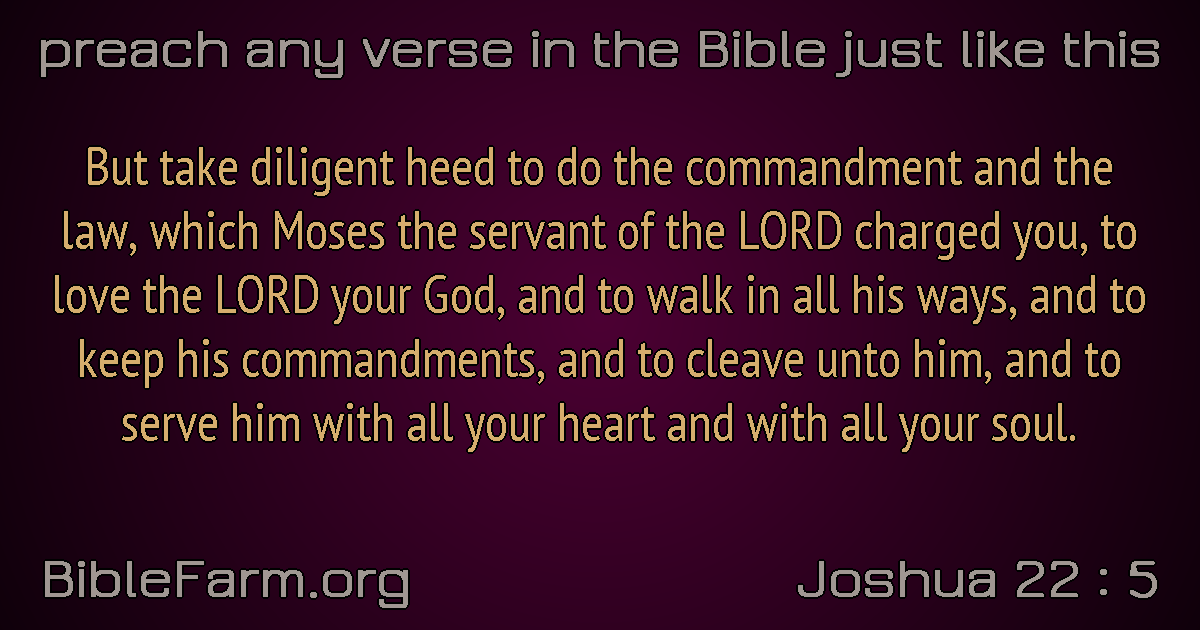 preach any verse in the Bible just like this
But take diligent heed to do the commandment and the
law, which Moses the servant of the LORD charged you, to
love the LORD your God, and to walk in all his ways, and to
keep his commandments, and to cleave unto him, and to
serve him with all your heart and with all your soul.
BibleFarm.org
Joshua 22 : 5